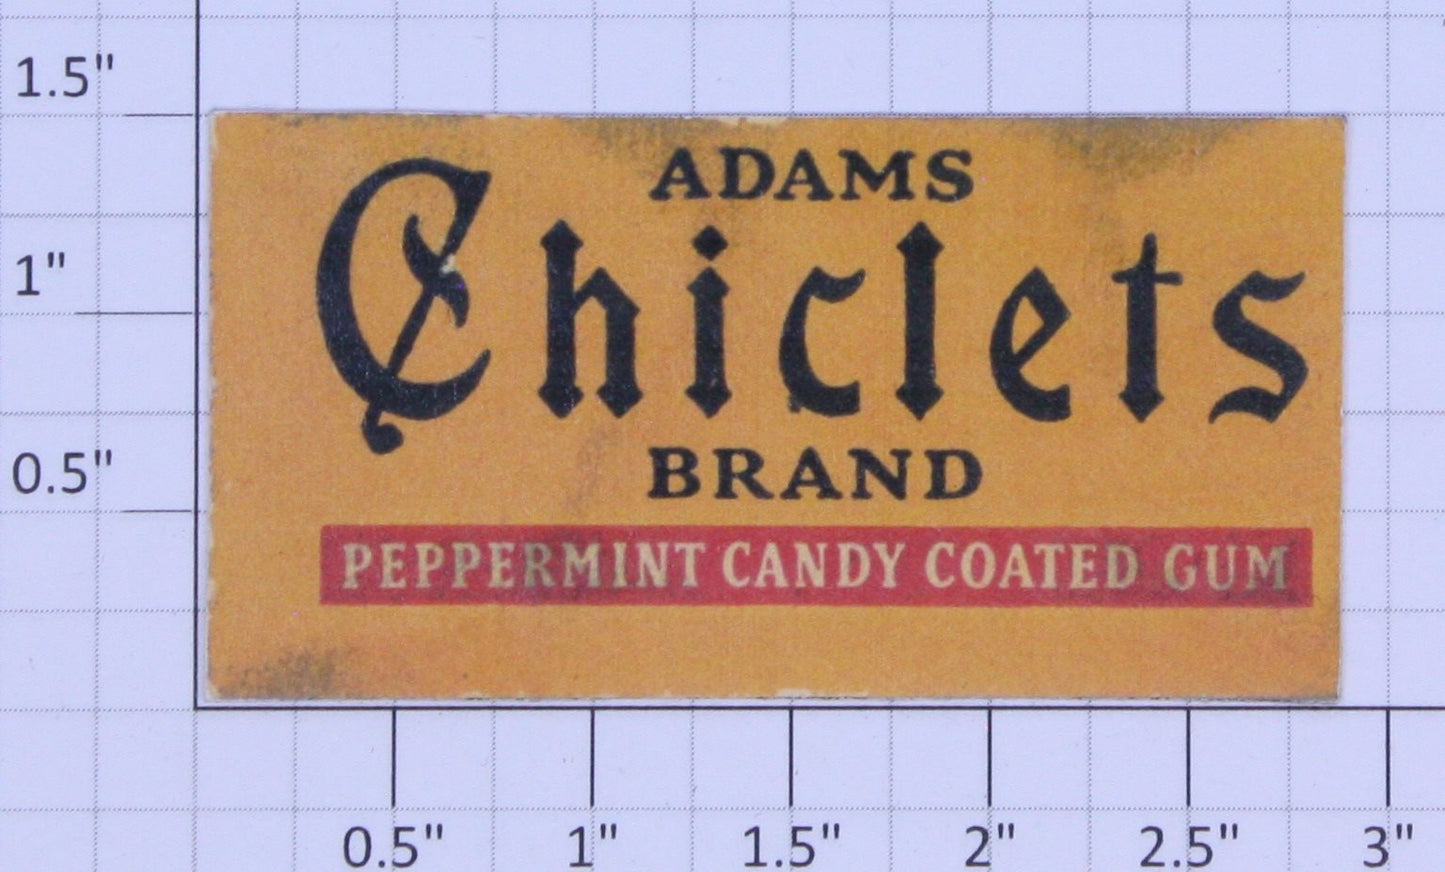 1.5"
ADAMS
Chiclets
1"
BRAND
0.5"
PEPPERMINT CANDY COATED GUM
0.5" 1" 1.5" 2" 2.5" 3"